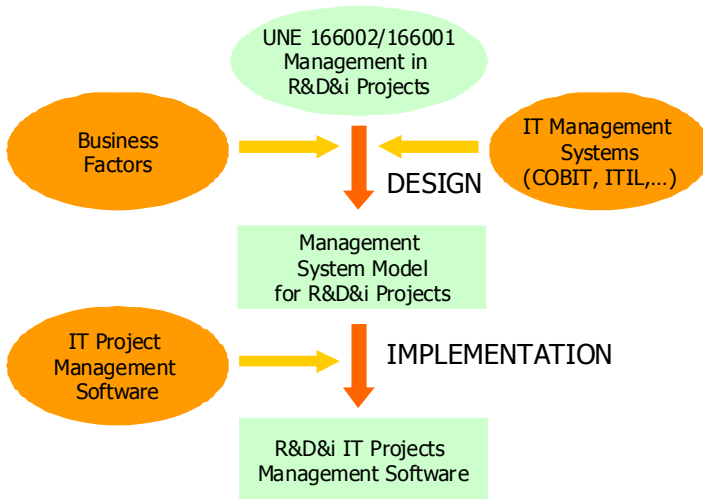 UNE 166002/166001
Management in
R&D&i Projects
Business
Factors
IT Management
Systems
(COBIT, ITIL,...)
DESIGN
Management
System Model
for R&D&i Projects
IT Project
Management
Software
IMPLEMENTATION
R&D&i IT Projects
Management Software